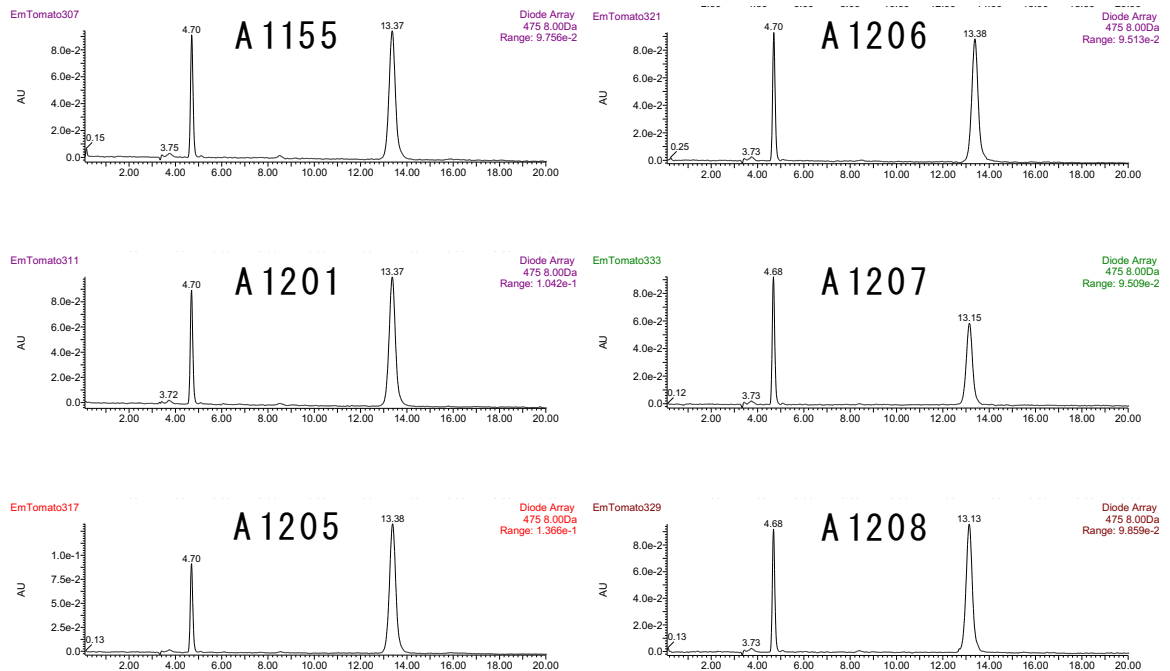 EmTomato307
A 1155
Diode Array
475 8.00Da
Range: 9.756e-2
4.70
13.37
8.0e-2
6.0e-2
AU
4.0e-2
2.0e-2
0.15
3.75
0.0
2.00 4.00 6.00 8.00 10.00 12.00 14.00 16.00 18.00 20.00
EmTomato321
A 1206
Diode Array
475 8.00Da
Range: 9.513e-2
4.70
13.38
8.0e-2
6.0e-2
AU
4.0e-2
2.0e-2
0.25
3.73
0.0
2.00 4.00 6.00 8.00 10.00 12.00 14.00 16.00 18.00 20.00
EmTomato311
A 1201
Diode Array
475 8.00Da
Range: 1.042e-1
4.70
13.37
8.0e-2
6.0e-2
AU
4.0e-2
2.0e-2
3.72
0.0
2.00 4.00 6.00 8.00 10.00 12.00 14.00 16.00 18.00 20.00
EmTomato333
A 1207
Diode Array
475 8.00Da
Range: 9.509e-2
4.68
13.15
8.0e-2
6.0e-2
AU
4.0e-2
2.0e-2
0.12
3.73
0.0
2.00 4.00 6.00 8.00 10.00 12.00 14.00 16.00 18.00 20.00
EmTomato317
A 1205
Diode Array
475 8.00Da
Range: 1.366e-1
4.70
13.38
1.0e-1
7.5e-2
AU
5.0e-2
2.5e-2
0.13
0.0
2.00 4.00 6.00 8.00 10.00 12.00 14.00 16.00 18.00 20.00
EmTomato329
A 1208
Diode Array
475 8.00Da
Range: 9.859e-2
4.68
13.13
8.0e-2
6.0e-2
AU
4.0e-2
2.0e-2
0.13
3.73
0.0
2.00 4.00 6.00 8.00 10.00 12.00 14.00 16.00 18.00 20.00